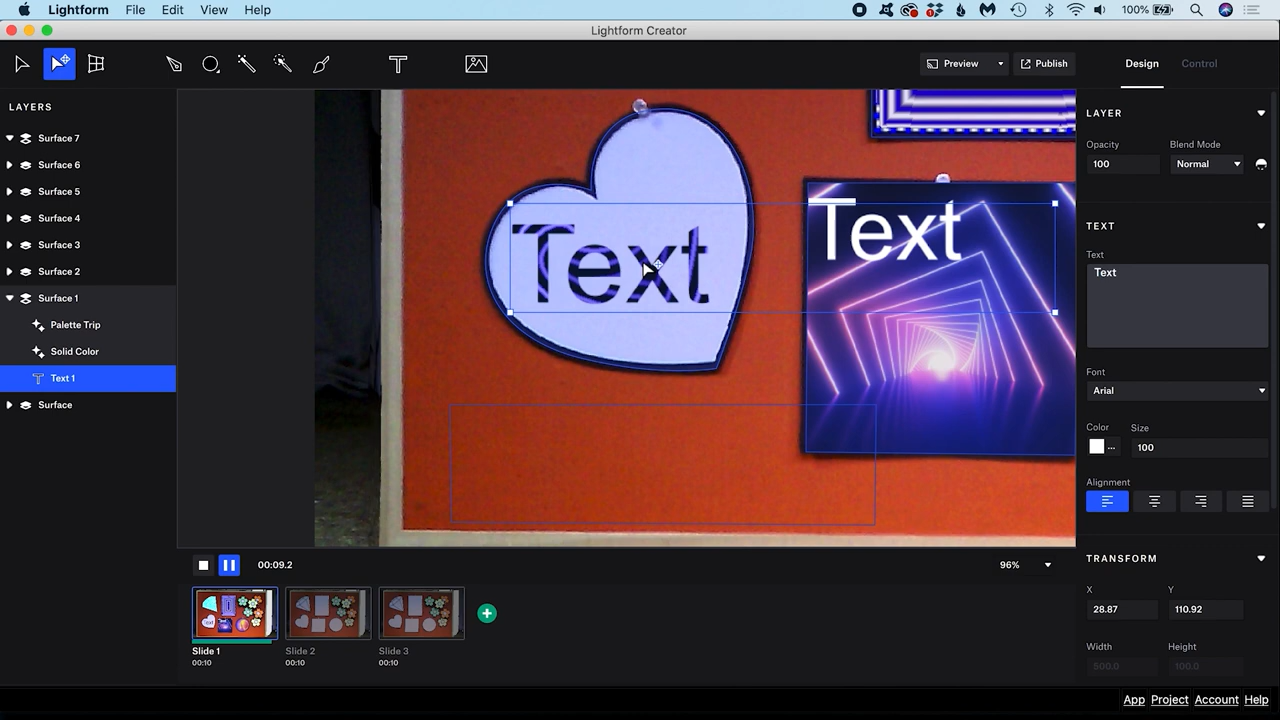 Lightform File Edit View Help 100%
Lightform Creator
Preview Publish Design Control
LAYERS
Surface 7
Surface 6
Surface 5
Surface 4
Surface 3
Surface 2
Surface 1
Palette Trip
Solid Color
Text 1
Surface
Text
Text
LAYER
Opacity Blend Mode
100 Normal
TEXT
Text
Text
Font
Arial
Color Size
... 100
Alignment
TRANSFORM
X Y
28.87 110.92
Width Height
500.0 100.0
00:09.2 96%
Slide 1 Slide 2 Slide 3
00:10 00:10 00:10
App Project Account Help